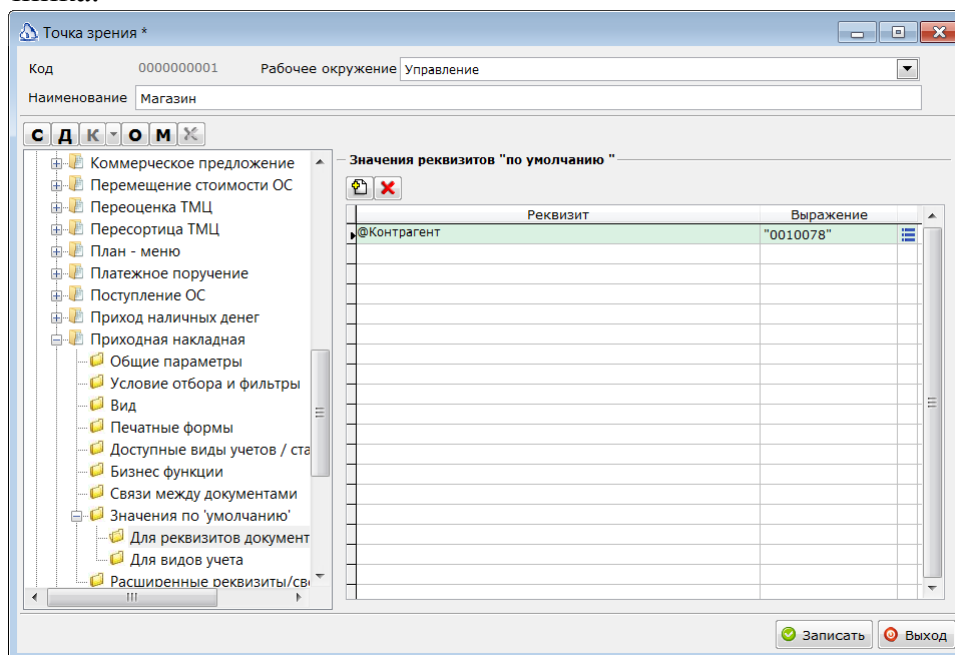 Точка зрения *
Код 0000000001 Рабочее окружение Управление
Наименование Магазин
С Д К О М
Коммерческое предложение
Перемещение стоимости ОС
Переоценка ТМЦ
Пересортица ТМЦ
План - меню
Платежное поручение
Поступление ОС
Приход наличных денег
Приходная накладная
Общие параметры
Условие отбора и фильтры
Вид
Печатные формы
Доступные виды учетов / ста
Бизнес функции
Связи между документами
Значения по 'умолчанию'
Для реквизитов документ
Для видов учета
Расширенные реквизиты/св
Значения реквизитов "по умолчанию "
Реквизит Выражение
@Контрагент "0010078"
Записать Выход